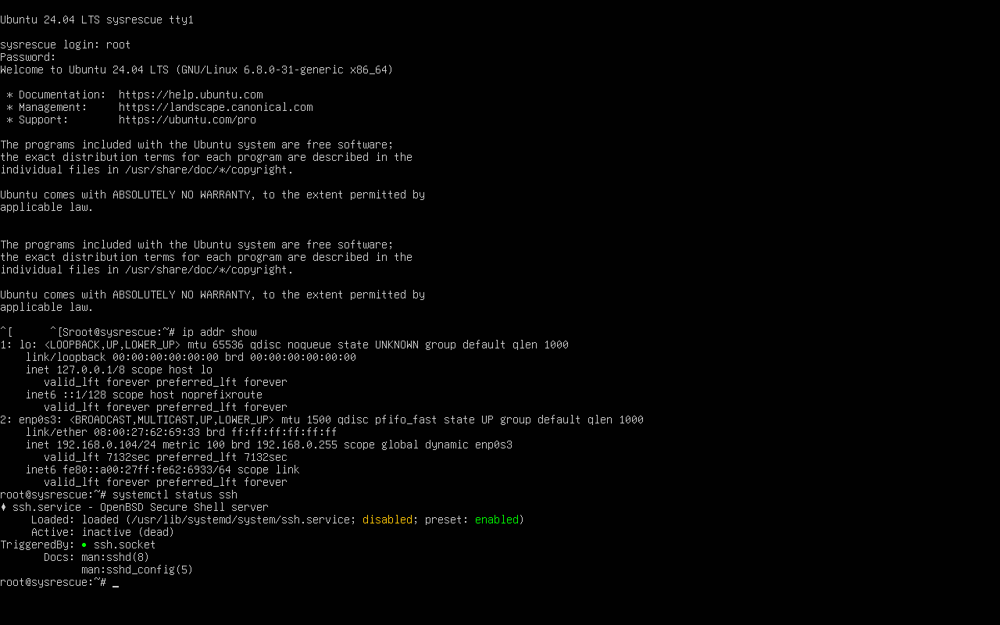 Ubuntu 24.04 LTS sysrescue tty1
sysrescue login: root
Password:
Welcome to Ubuntu 24.04 LTS (GNU/Linux 6.8.0-31-generic x86_64)
 * Documentation:  https://help.ubuntu.com
 * Management:     https://landscape.canonical.com
 * Support:        https://ubuntu.com/pro
The programs included with the Ubuntu system are free software;
the exact distribution terms for each program are described in the
individual files in /usr/share/doc/*/copyright.
Ubuntu comes with ABSOLUTELY NO WARRANTY, to the extent permitted by
applicable law.
The programs included with the Ubuntu system are free software;
the exact distribution terms for each program are described in the
individual files in /usr/share/doc/*/copyright.
Ubuntu comes with ABSOLUTELY NO WARRANTY, to the extent permitted by
applicable law.
^[      ^[Sroot@sysrescue:~# ip addr show
1: lo: <LOOPBACK,UP,LOWER_UP> mtu 65536 qdisc noqueue state UNKNOWN group default qlen 1000
    link/loopback 00:00:00:00:00:00 brd 00:00:00:00:00:00
    inet 127.0.0.1/8 scope host lo
       valid_lft forever preferred_lft forever
    inet6 ::1/128 scope host noprefixroute
       valid_lft forever preferred_lft forever
2: enp0s3: <BROADCAST,MULTICAST,UP,LOWER_UP> mtu 1500 qdisc pfifo_fast state UP group default qlen 1000
    link/ether 08:00:27:62:69:33 brd ff:ff:ff:ff:ff:ff
    inet 192.168.0.104/24 metric 100 brd 192.168.0.255 scope global dynamic enp0s3
       valid_lft 7132sec preferred_lft 7132sec
    inet6 fe80::a00:27ff:fe62:6933/64 scope link
       valid_lft forever preferred_lft forever
root@sysrescue:~# systemctl status ssh
♦ ssh.service - OpenBSD Secure Shell server
     Loaded: loaded (/usr/lib/systemd/system/ssh.service; disabled; preset: enabled)
     Active: inactive (dead)
TriggeredBy: • ssh.socket
       Docs: man:sshd(8)
             man:sshd_config(5)
root@sysrescue:~# _